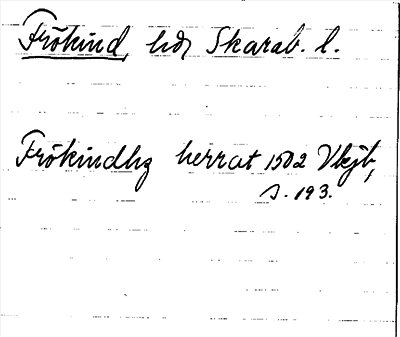 Frökind, hd, Skarab. l.
Frökindhz herrat 1502 Vkjb,
s. 193.